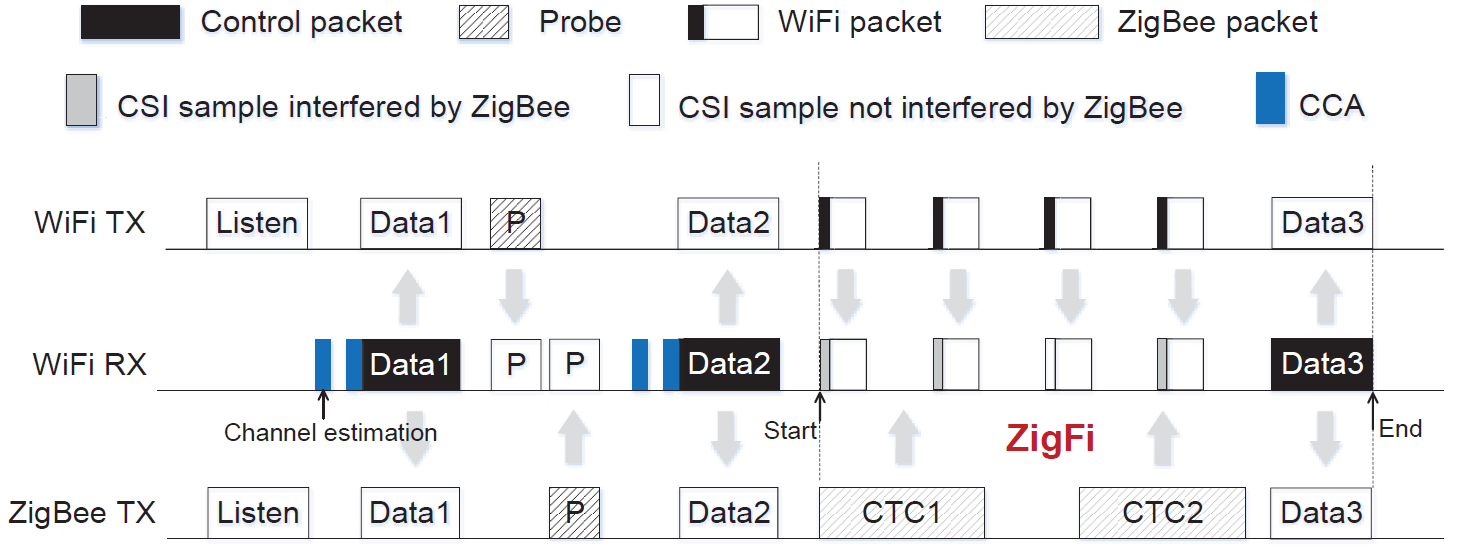 Control packet Probe WiFi packet ZigBee packet
CSI sample interfered by ZigBee CSI sample not interfered by ZigBee CCA
WiFi TX Listen Data1 P Data2 Data3
WiFi RX Data1 P P Data2 Data3
Channel estimation Start ZigFi End
ZigBee TX Listen Data1 P Data2 CTC1 CTC2 Data3